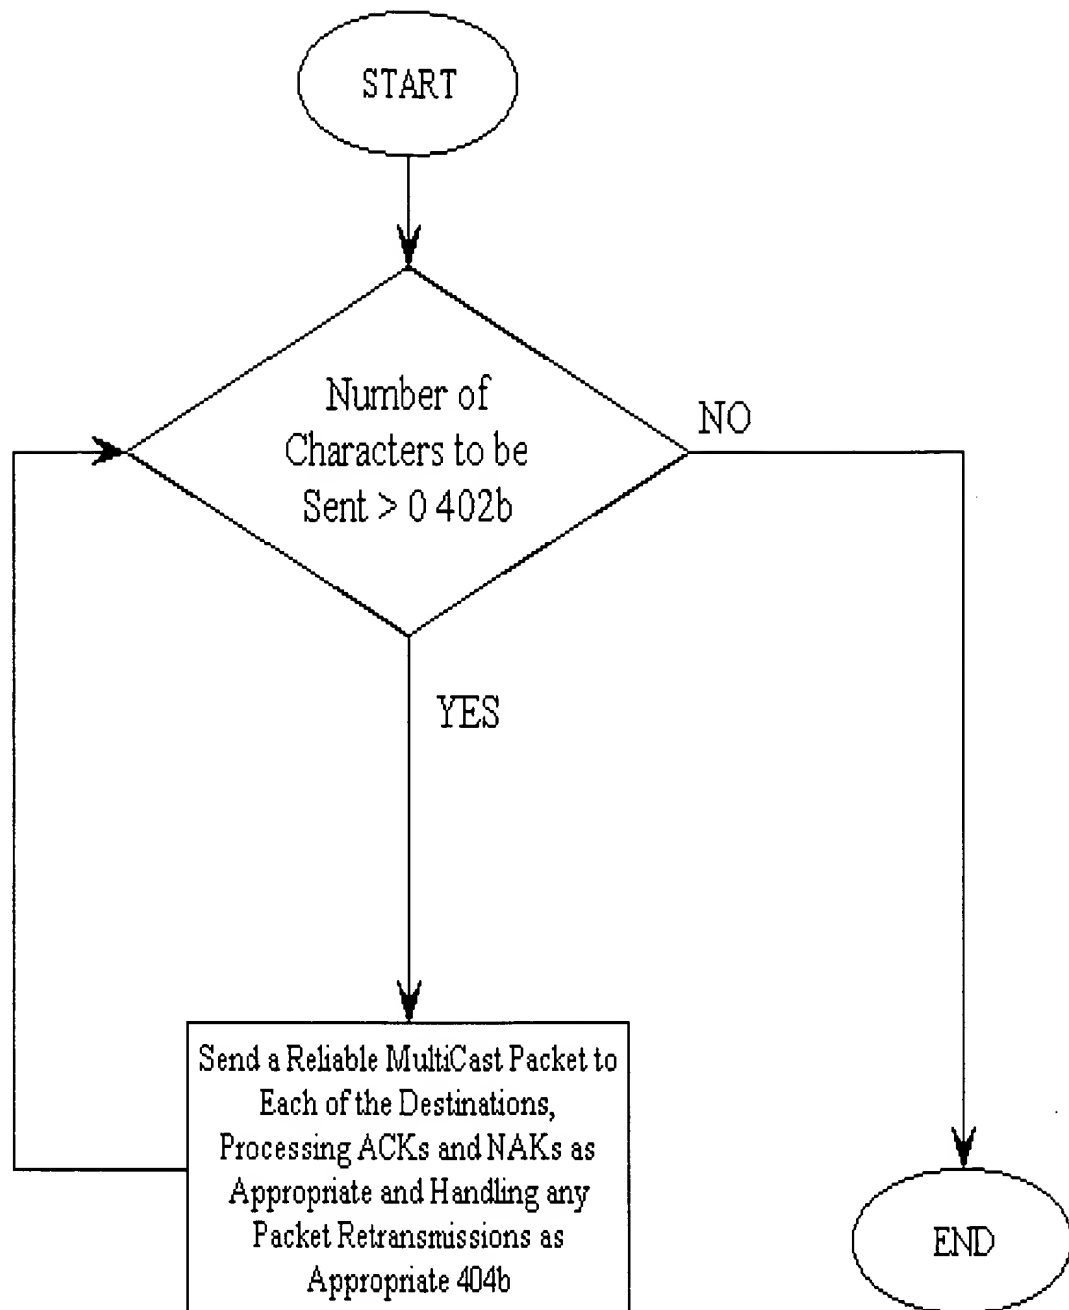 START
Number of
Characters to be
Sent > 0 402b
NO
YES
Send a Reliable MultiCast Packet to
Each of the Destinations,
Processing ACKs and NAKs as
Appropriate and Handling any
Packet Retransmissions as
Appropriate 404b
END